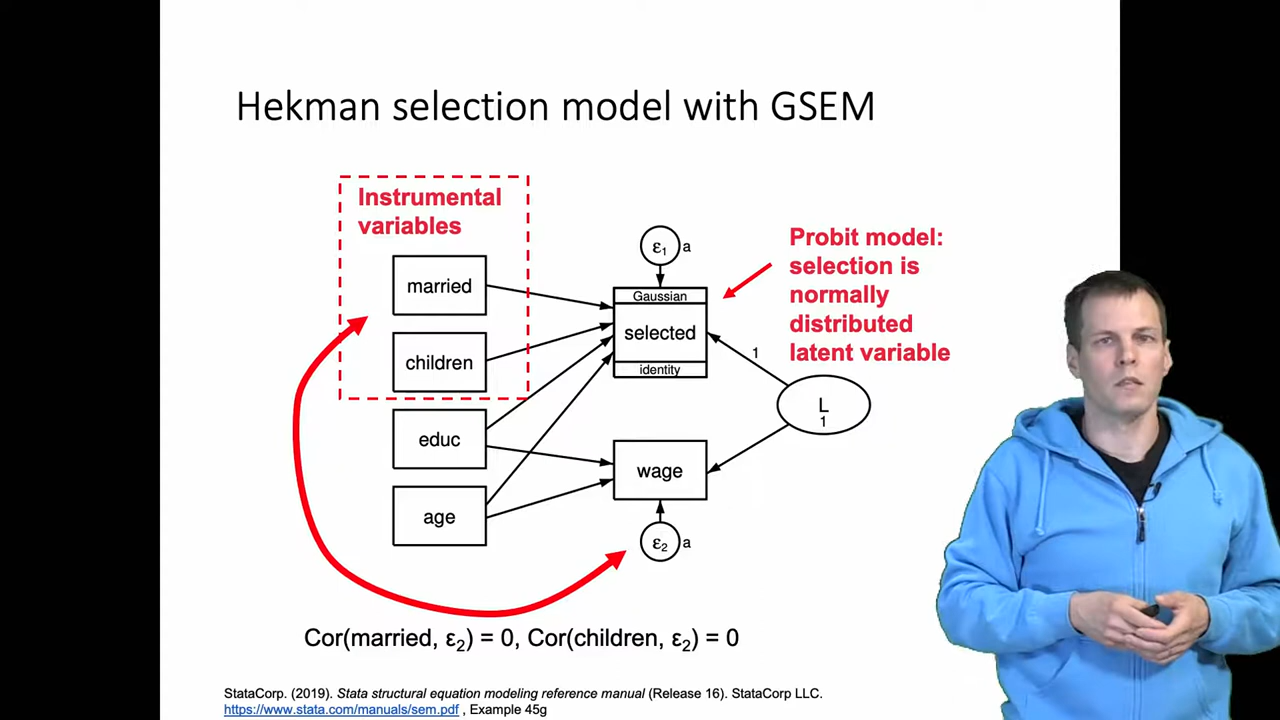 Hekman selection model with GSEM
Instrumental
variables
married
children
educ
age
ε1 a
Gaussian
selected
identity
wage
ε2 a
1
L
1
Probit model:
selection is
normally
distributed
latent variable
Cor(married, ε2) = 0, Cor(children, ε2) = 0
StataCorp. (2019). Stata structural equation modeling reference manual (Release 16). StataCorp LLC.
https://www.stata.com/manuals/sem.pdf , Example 45g